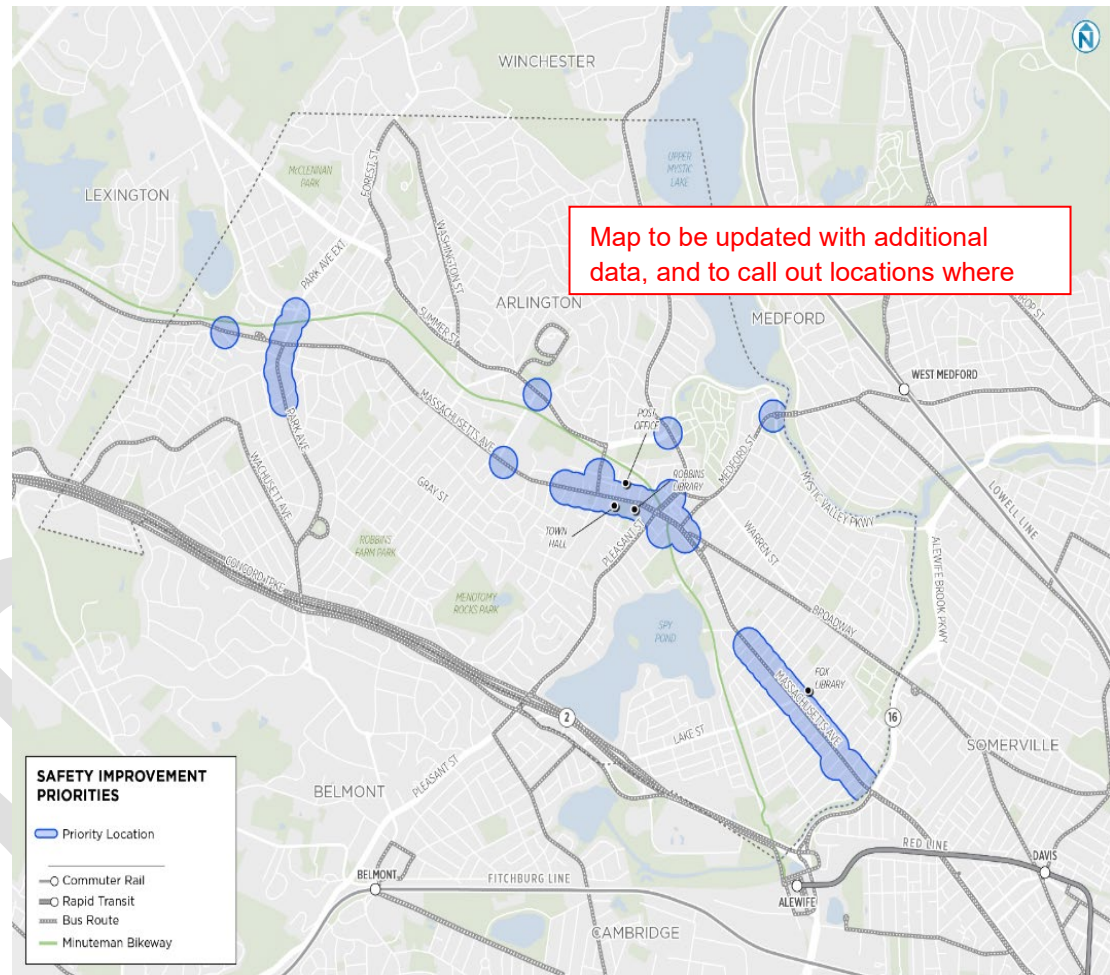 N
WINCHESTER
LEXINGTON
McCLENNAN
PARK
FOREST ST
WASHINGTON ST
UPPER
MYSTIC
LAKE
Map to be updated with additional
data, and to call out locations where
PARK AVE EXT.
ARLINGTON
MEDFORD
SUMMER ST
WEST MEDFORD
MASSACHUSETTS AVE
POST
OFFICE
PARK AVE
MEDFORD ST
ROBBINS
LIBRARY
GRAY ST
WACHUSETT AVE
TOWN
HALL
PLEASANT ST
MYSTIC VALLEY PKWY
LOWELL LINE
WARREN ST
ROBBINS
FARM PARK
ALEWIFE BROOK PKWY
CONCORD TPKE
MENOTOMY
ROCKS PARK
BROADWAY
SPY
POND
FOX
LIBRARY
MASSACHUSETTS AVE
2
16
LAKE ST
SOMERVILLE
PLEASANT ST
BELMONT
SAFETY IMPROVEMENT
PRIORITIES
Priority Location
Commuter Rail
Rapid Transit
Bus Route
Minuteman Bikeway
BELMONT
FITCHBURG LINE
RED LINE
DAVIS
ALEWIFE
CAMBRIDGE